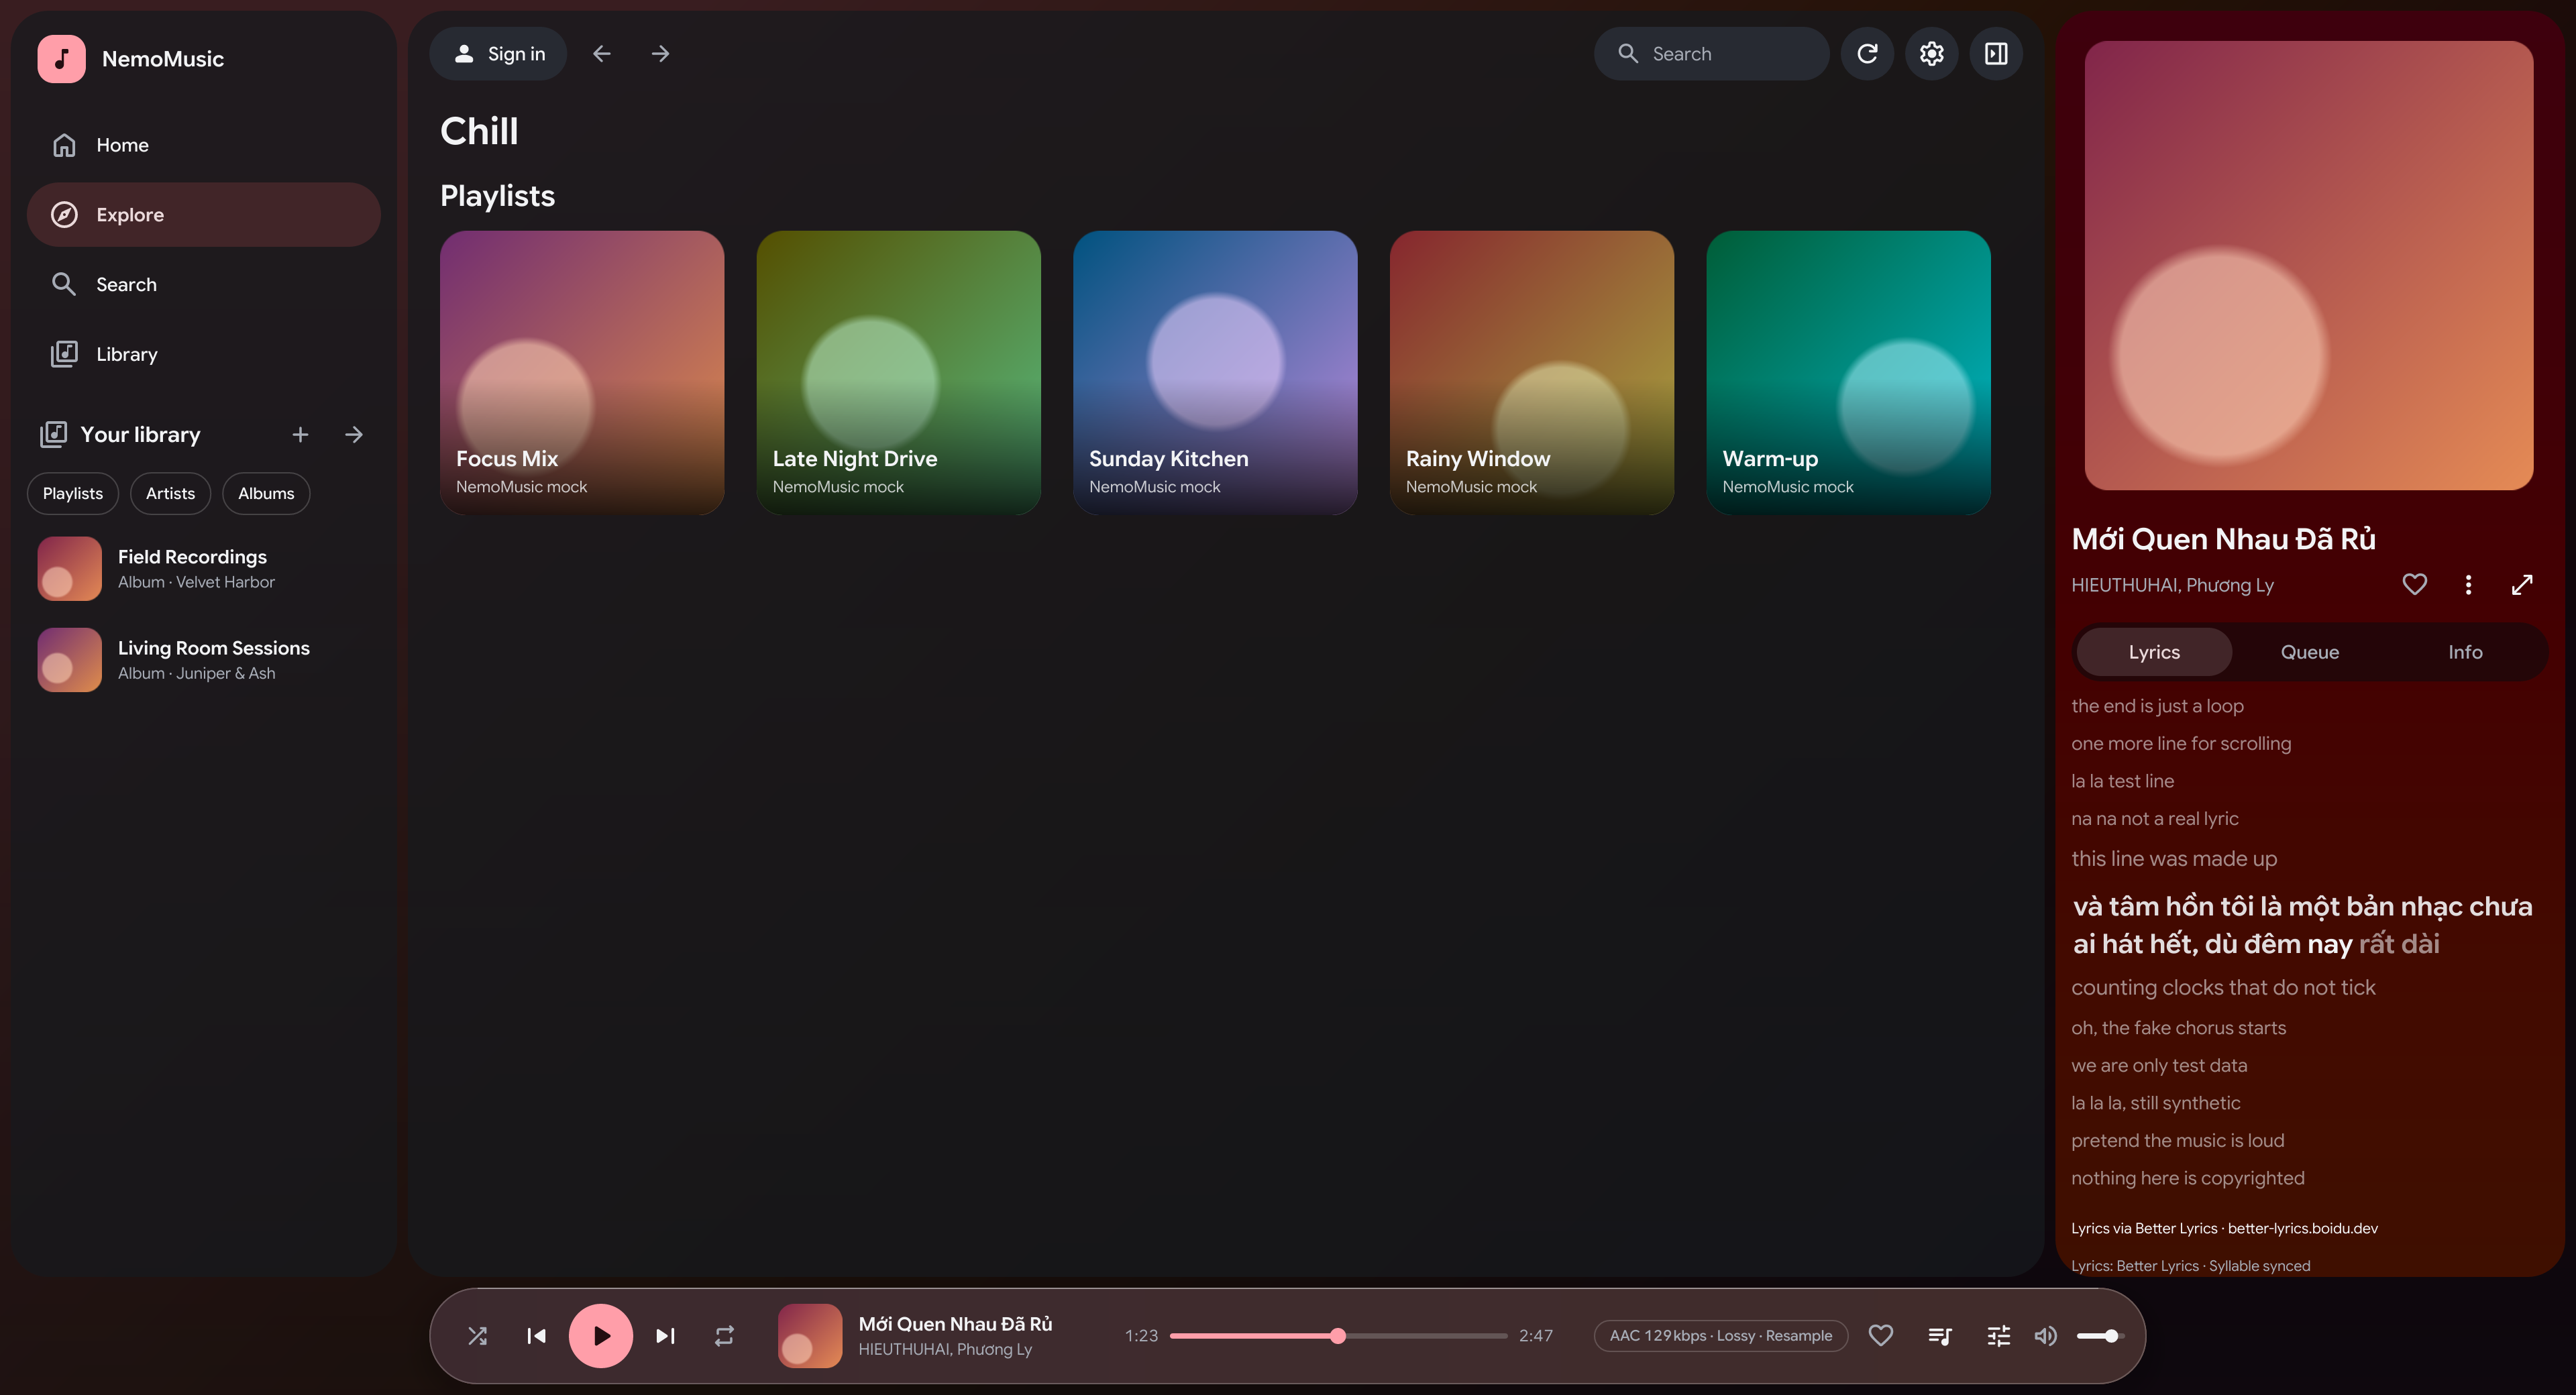 NemoMusic
Home
Explore
Search
Library
Your library
Playlists
Artists
Albums
Field Recordings
Album · Velvet Harbor
Living Room Sessions
Album · Juniper & Ash
Sign in
Search
Chill
Playlists
Focus Mix
NemoMusic mock
Late Night Drive
NemoMusic mock
Sunday Kitchen
NemoMusic mock
Rainy Window
NemoMusic mock
Warm-up
NemoMusic mock
Mới Quen Nhau Đã Rủ
HIEUTHUHAI, Phương Ly
Lyrics
Queue
Info
the end is just a loop
one more line for scrolling
la la test line
na na not a real lyric
this line was made up
và tâm hồn tôi là một bản nhạc chưa
ai hát hết, dù đêm nay rất dài
counting clocks that do not tick
oh, the fake chorus starts
we are only test data
la la la, still synthetic
pretend the music is loud
nothing here is copyrighted
Lyrics via Better Lyrics · better-lyrics.boidu.dev
Lyrics: Better Lyrics · Syllable synced
Mới Quen Nhau Đã Rủ
HIEUTHUHAI, Phương Ly
1:23
2:47
AAC 129 kbps · Lossy · Resample